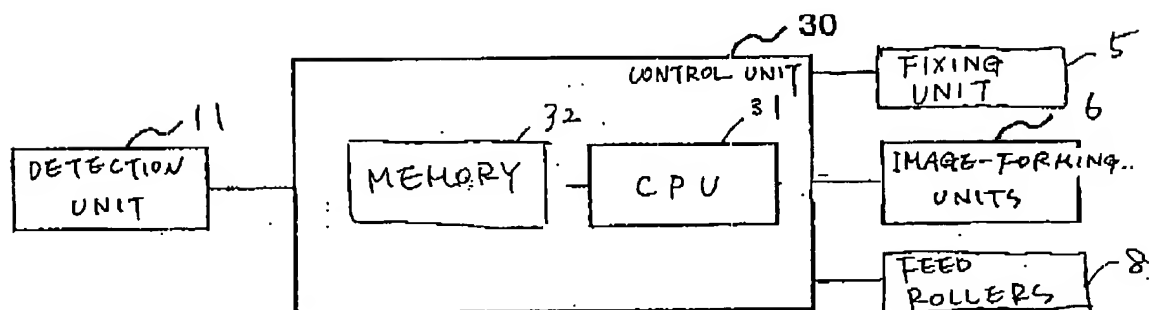 30
CONTROL UNIT
5
FIXING
UNIT
11
DETECTION
UNIT
32
MEMORY
31
CPU
6
IMAGE-FORMING
UNITS
8
FEED
ROLLERS